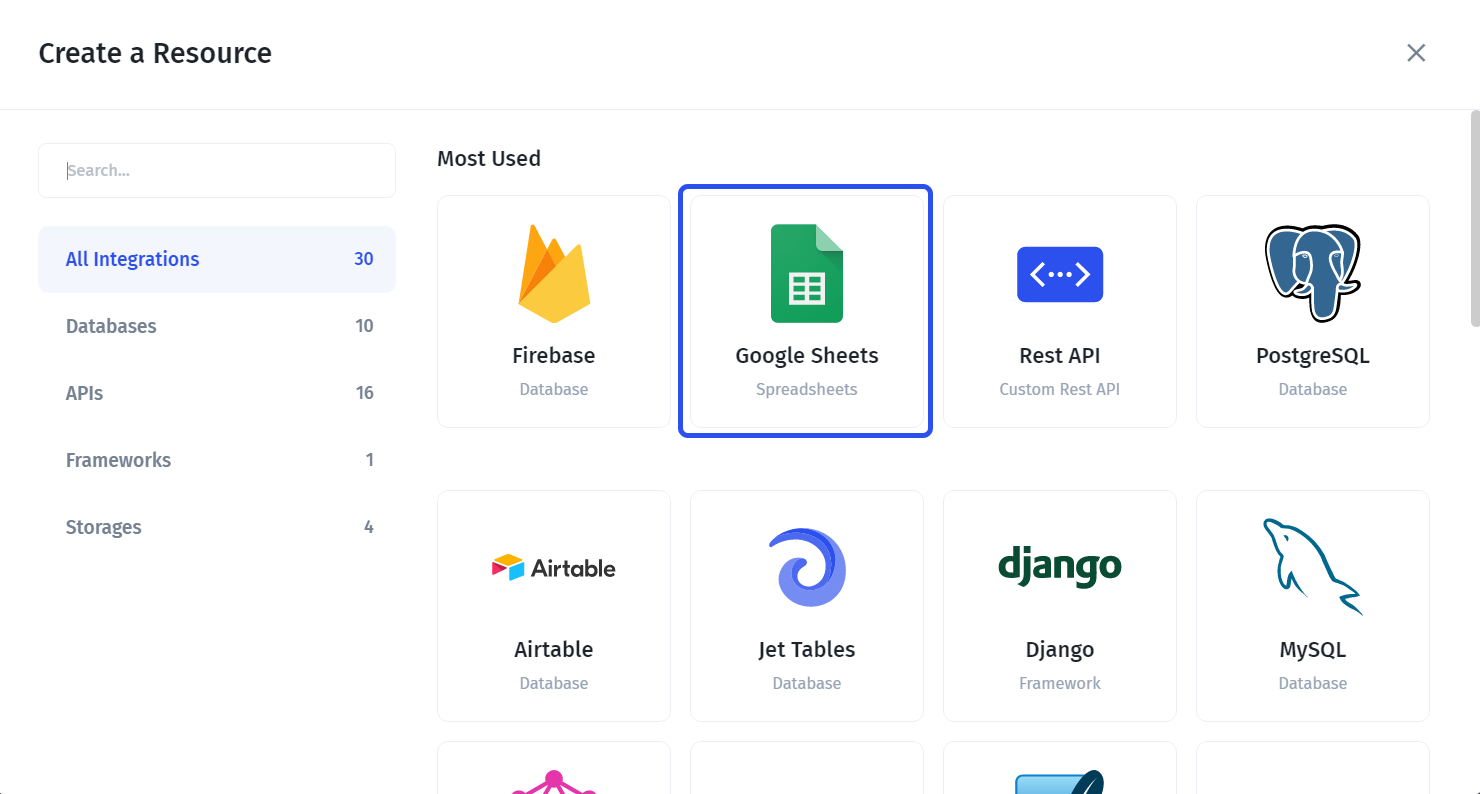 Create a Resource
Search...
All Integrations 30
Databases 10
APIs 16
Frameworks 1
Storages 4
Most Used
Firebase
Database
Google Sheets
Spreadsheets
Rest API
Custom Rest API
PostgreSQL
Database
Airtable
Airtable
Database
Jet Tables
Database
django
Django
Framework
MySQL
Database